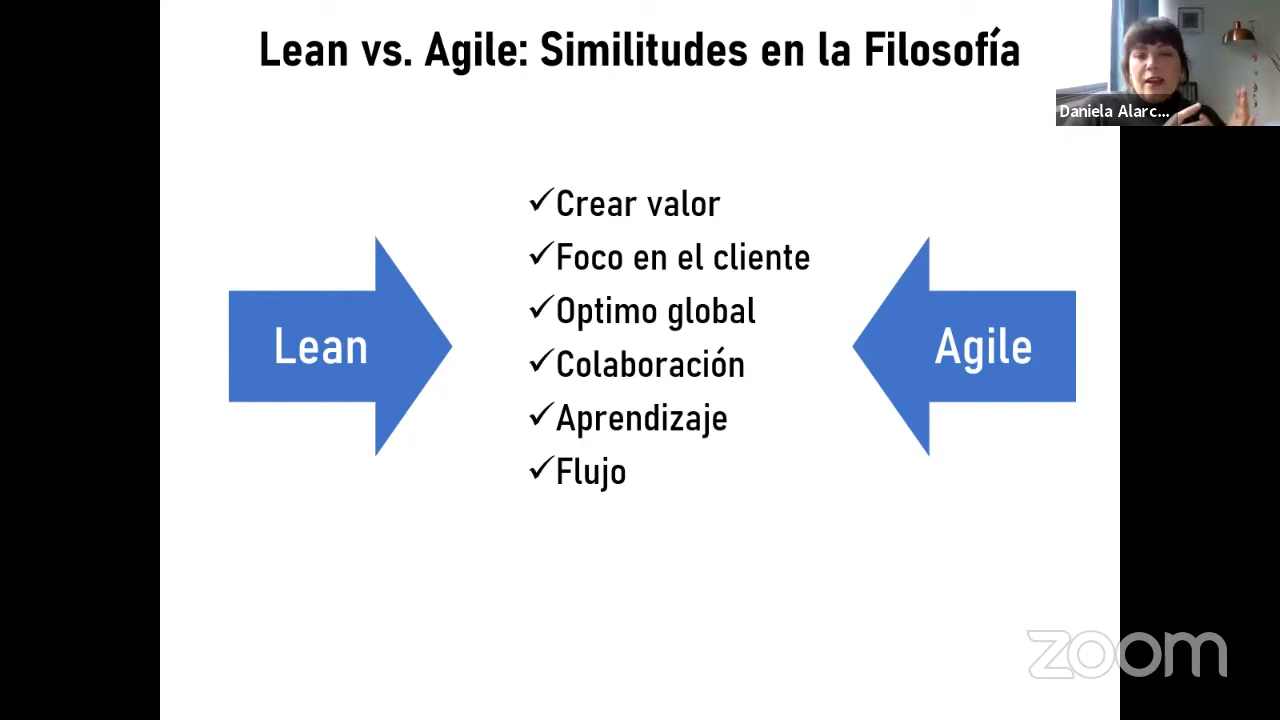 Lean vs. Agile: Similitudes en la Filosofía
Daniela Alarc...
✓Crear valor
✓Foco en el cliente
✓Optimo global
✓Colaboración
✓Aprendizaje
✓Flujo
Lean
Agile
zoom